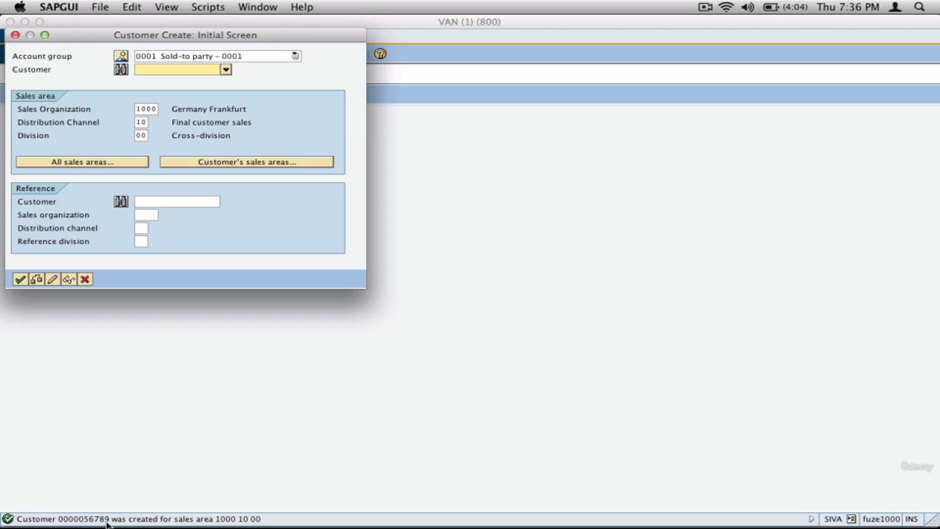 SAPGUI File Edit View Scripts Window Help (4:04) Thu 7:36 PM
VAN (1) (800)
Customer Create: Initial Screen
Account group 0001 Sold-to party - 0001
Customer
Sales area
Sales Organization 1000 Germany Frankfurt
Distribution Channel 10 Final customer sales
Division 00 Cross-division
All sales areas... Customer's sales areas...
Reference
Customer
Sales organization
Distribution channel
Reference division
Udemy
Customer 0000056789 was created for sales area 1000 10 00 SIVA fuze1000 INS